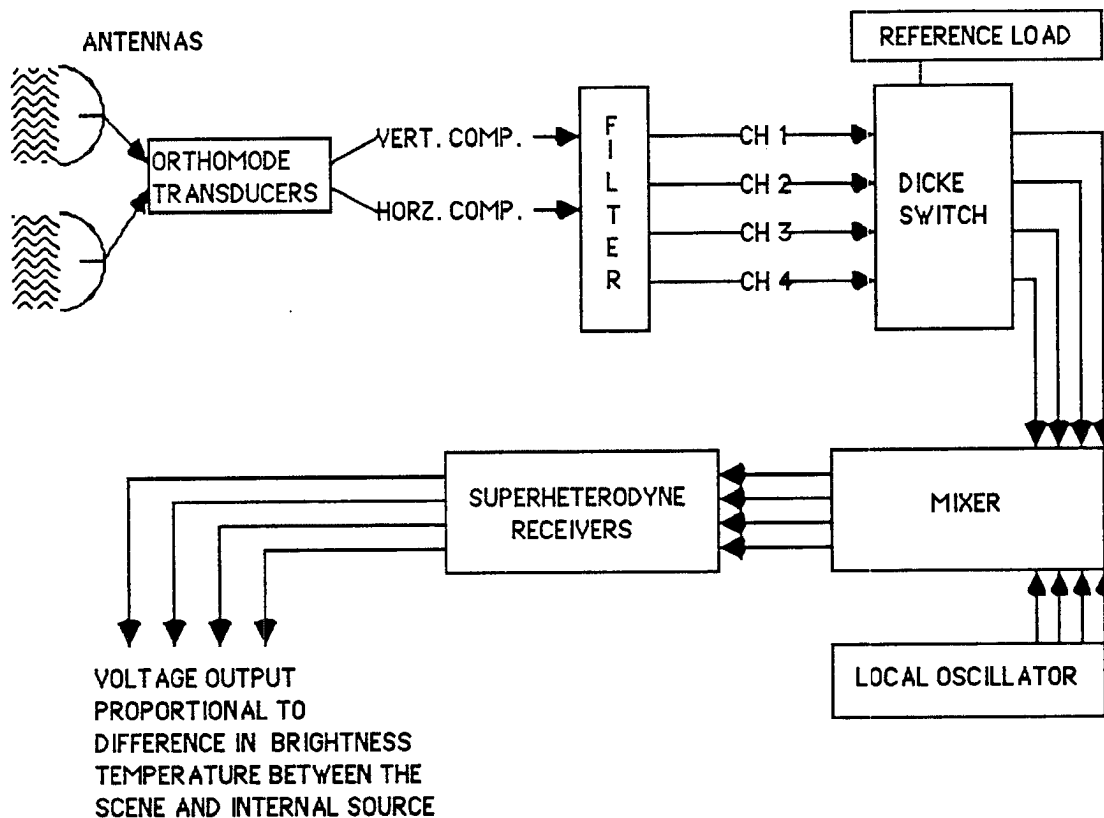 ANTENNAS
REFERENCE LOAD
ORTHOMODE
TRANSDUCERS
VERT. COMP.
HORZ. COMP.
F
I
L
T
E
R
CH 1
CH 2
CH 3
CH 4
DICKE
SWITCH
SUPERHETERODYNE
RECEIVERS
MIXER
LOCAL OSCILLATOR
VOLTAGE OUTPUT
PROPORTIONAL TO
DIFFERENCE IN BRIGHTNESS
TEMPERATURE BETWEEN THE
SCENE AND INTERNAL SOURCE